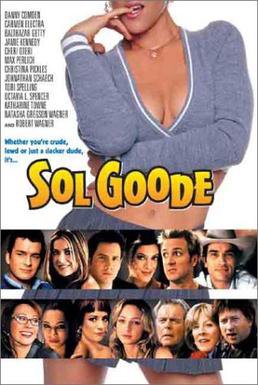 DANNY COMDEN
CARMEN ELECTRA
BALTHAZAR GETTY
JAMIE KENNEDY
CHERI OTERI
MAX PERLICH
CHRISTINA PICKLES
JOHNATHAN SCHAECH
TORI SPELLING
OCTAVIA L. SPENCER
KATHARINE TOWNE
NATASHA GREGSON WAGNER
AND ROBERT WAGNER
Whether you're crude,
lewd or just a slacker dude,
it's...
SOL GOODE